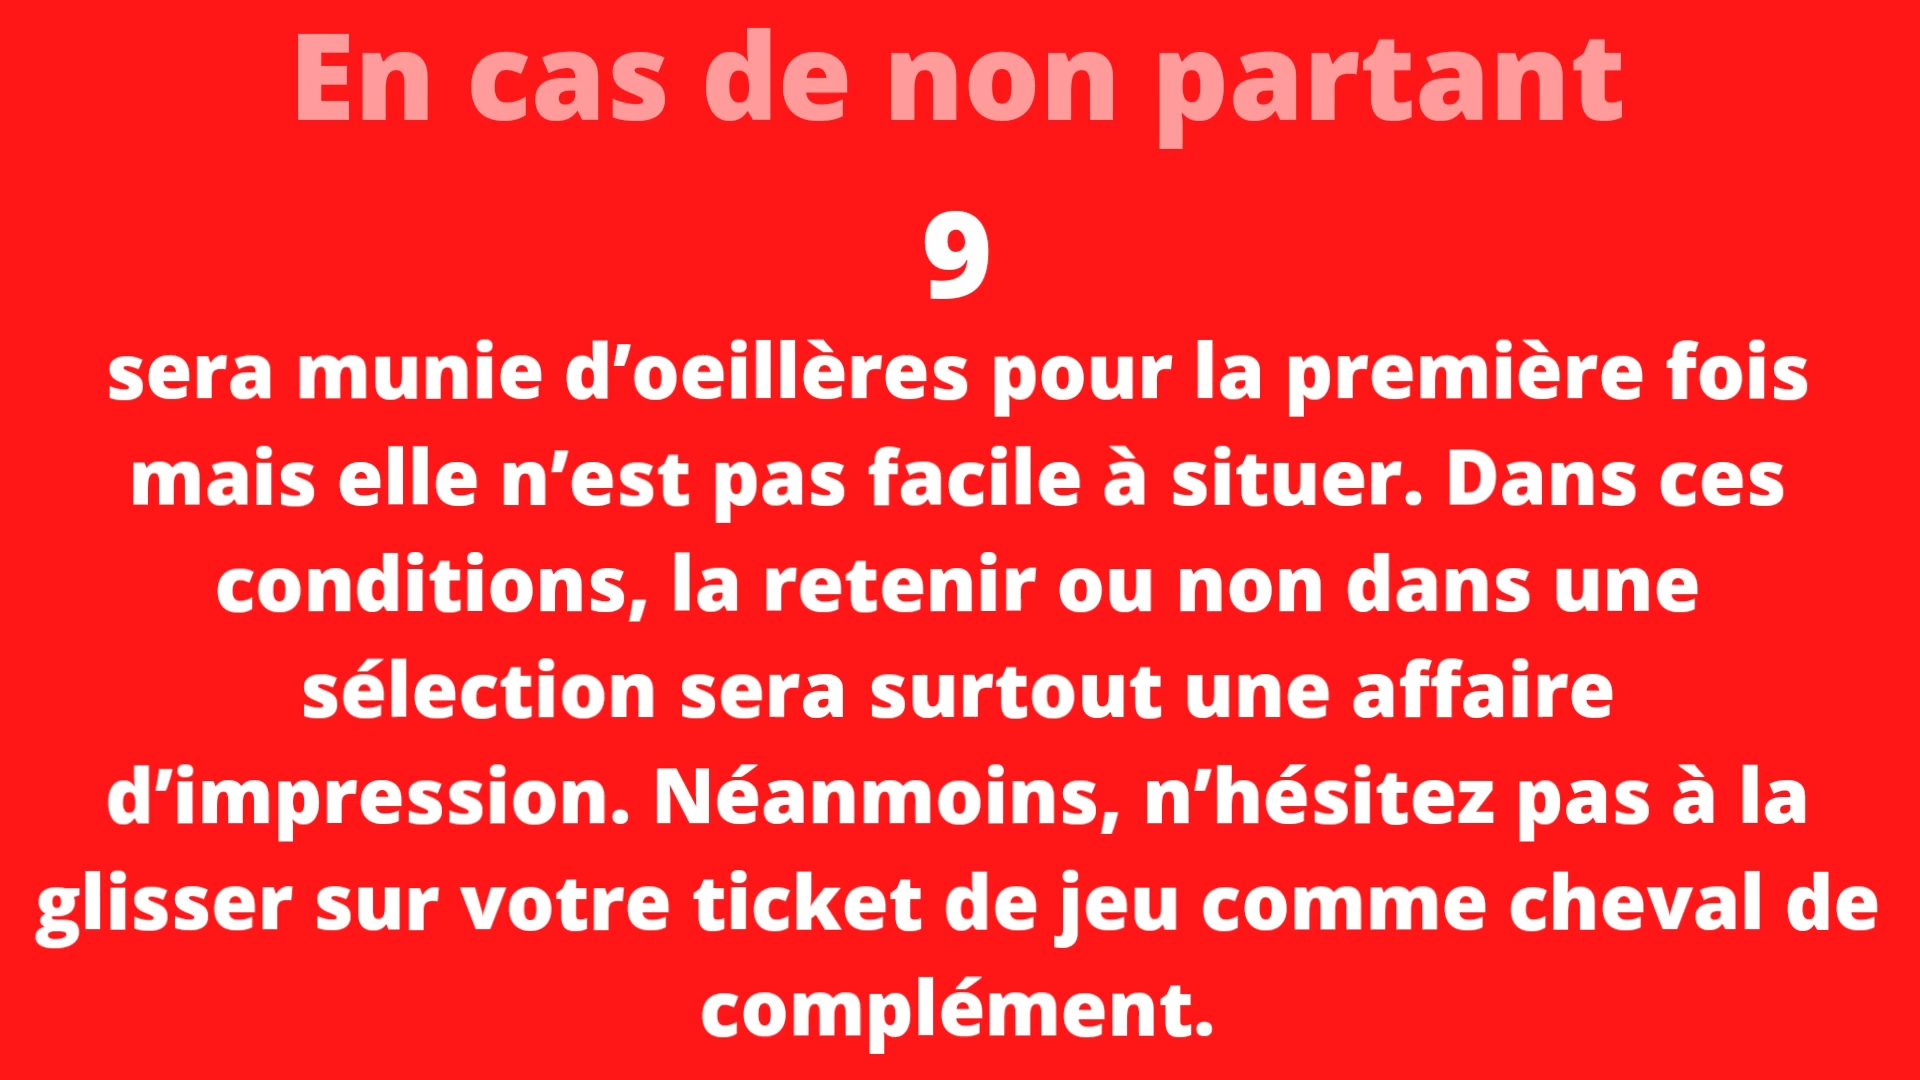 En cas de non partant
9
sera munie d’oeillères pour la première fois
mais elle n’est pas facile à situer. Dans ces
conditions, la retenir ou non dans une
sélection sera surtout une affaire
d’impression. Néanmoins, n’hésitez pas à la
glisser sur votre ticket de jeu comme cheval de
complément.